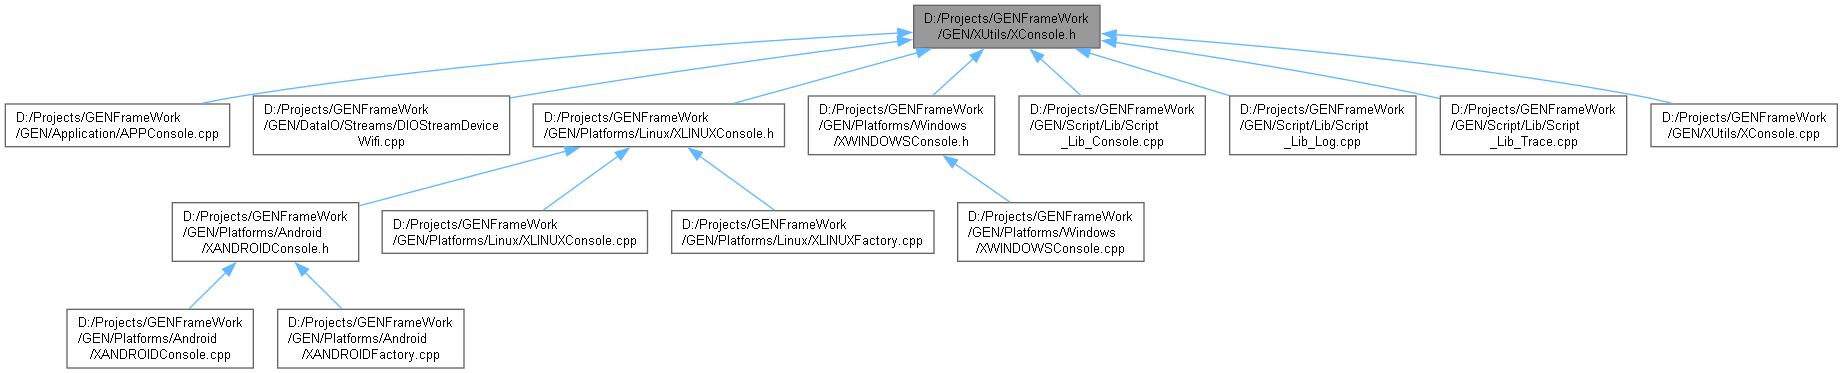 D:/Projects/GENFrameWork
/GEN/XUtils/XConsole.h
D:/Projects/GENFrameWork
/GEN/Application/APPConsole.cpp
D:/Projects/GENFrameWork
/GEN/DataIO/Streams/DIOStreamDevice
Wifi.cpp
D:/Projects/GENFrameWork
/GEN/Platforms/Linux/XLINUXConsole.h
D:/Projects/GENFrameWork
/GEN/Platforms/Windows
/XWINDOWSConsole.h
D:/Projects/GENFrameWork
/GEN/Script/Lib/Script
_Lib_Console.cpp
D:/Projects/GENFrameWork
/GEN/Script/Lib/Script
_Lib_Log.cpp
D:/Projects/GENFrameWork
/GEN/Script/Lib/Script
_Lib_Trace.cpp
D:/Projects/GENFrameWork
/GEN/XUtils/XConsole.cpp
D:/Projects/GENFrameWork
/GEN/Platforms/Android
/XANDROIDConsole.h
D:/Projects/GENFrameWork
/GEN/Platforms/Linux/XLINUXConsole.cpp
D:/Projects/GENFrameWork
/GEN/Platforms/Linux/XLINUXFactory.cpp
D:/Projects/GENFrameWork
/GEN/Platforms/Windows
/XWINDOWSConsole.cpp
D:/Projects/GENFrameWork
/GEN/Platforms/Android
/XANDROIDConsole.cpp
D:/Projects/GENFrameWork
/GEN/Platforms/Android
/XANDROIDFactory.cpp